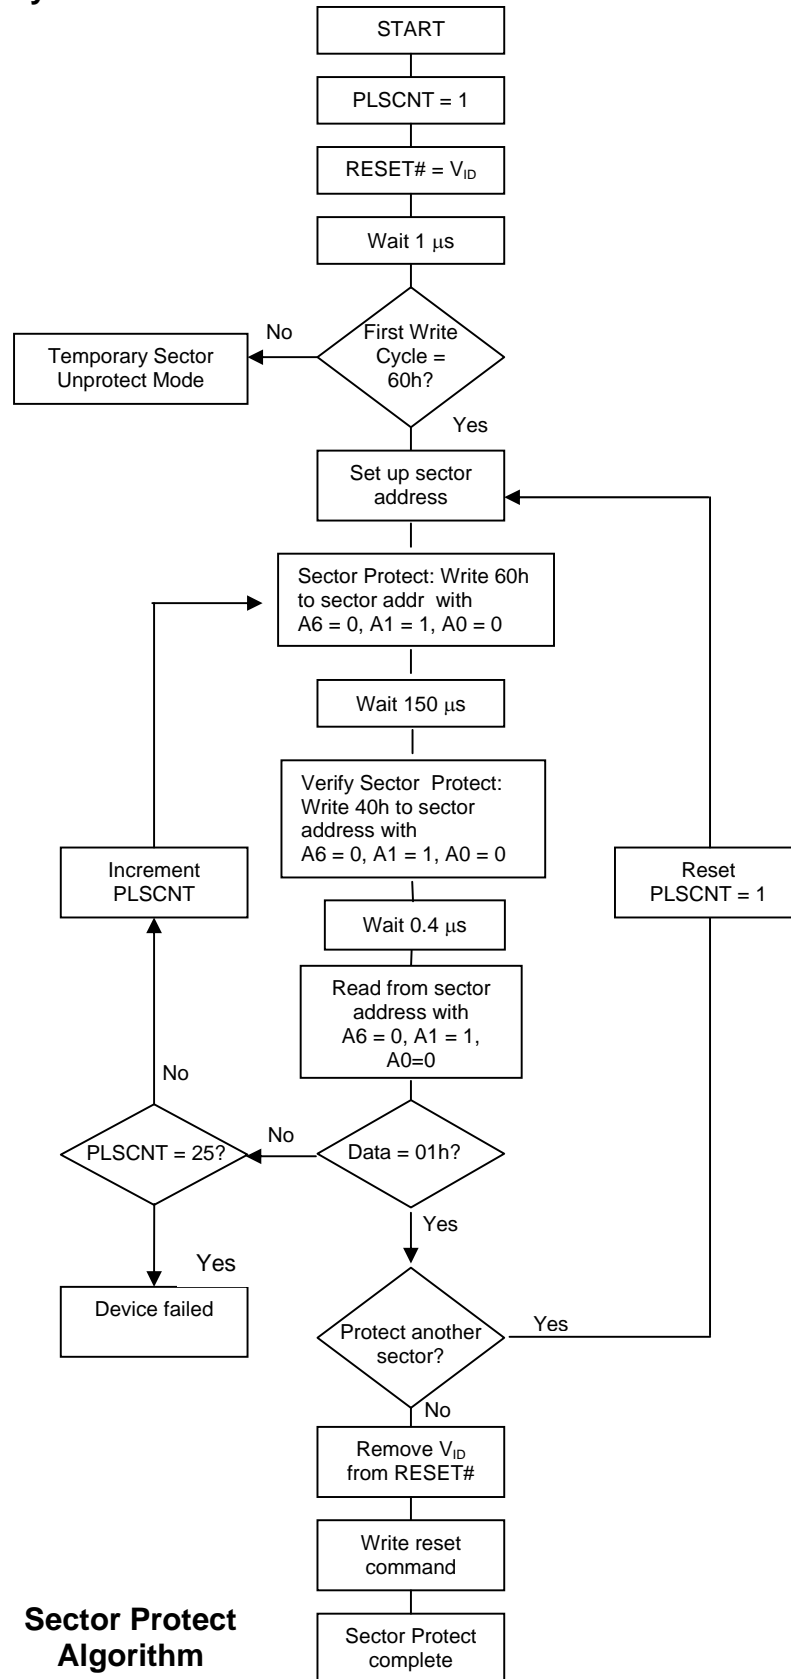 START
PLSCNT = 1
RESET# = VID
Wait 1 μs
First Write
Cycle =
60h?
No
Temporary Sector
Unprotect Mode
Yes
Set up sector
address
Sector Protect: Write 60h
to sector addr with
A6 = 0, A1 = 1, A0 = 0
Wait 150 μs
Verify Sector Protect:
Write 40h to sector
address with
A6 = 0, A1 = 1, A0 = 0
Increment
PLSCNT
Reset
PLSCNT = 1
Wait 0.4 μs
Read from sector
address with
A6 = 0, A1 = 1,
A0=0
No
PLSCNT = 25?
No
Data = 01h?
Yes
Yes
Device failed
Protect another
sector?
Yes
No
Remove VID
from RESET#
Write reset
command
Sector Protect
complete
Sector Protect
Algorithm